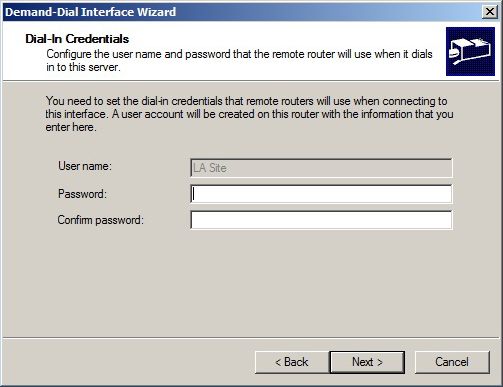 Demand-Dial Interface Wizard
Dial-In Credentials
Configure the user name and password that the remote router will use when it dials
in to this server.
You need to set the dial-in credentials that remote routers will use when connecting to
this interface. A user account will be created on this router with the information that you
enter here.
User name:
LA Site
Password:
Confirm password:
< Back
Next >
Cancel